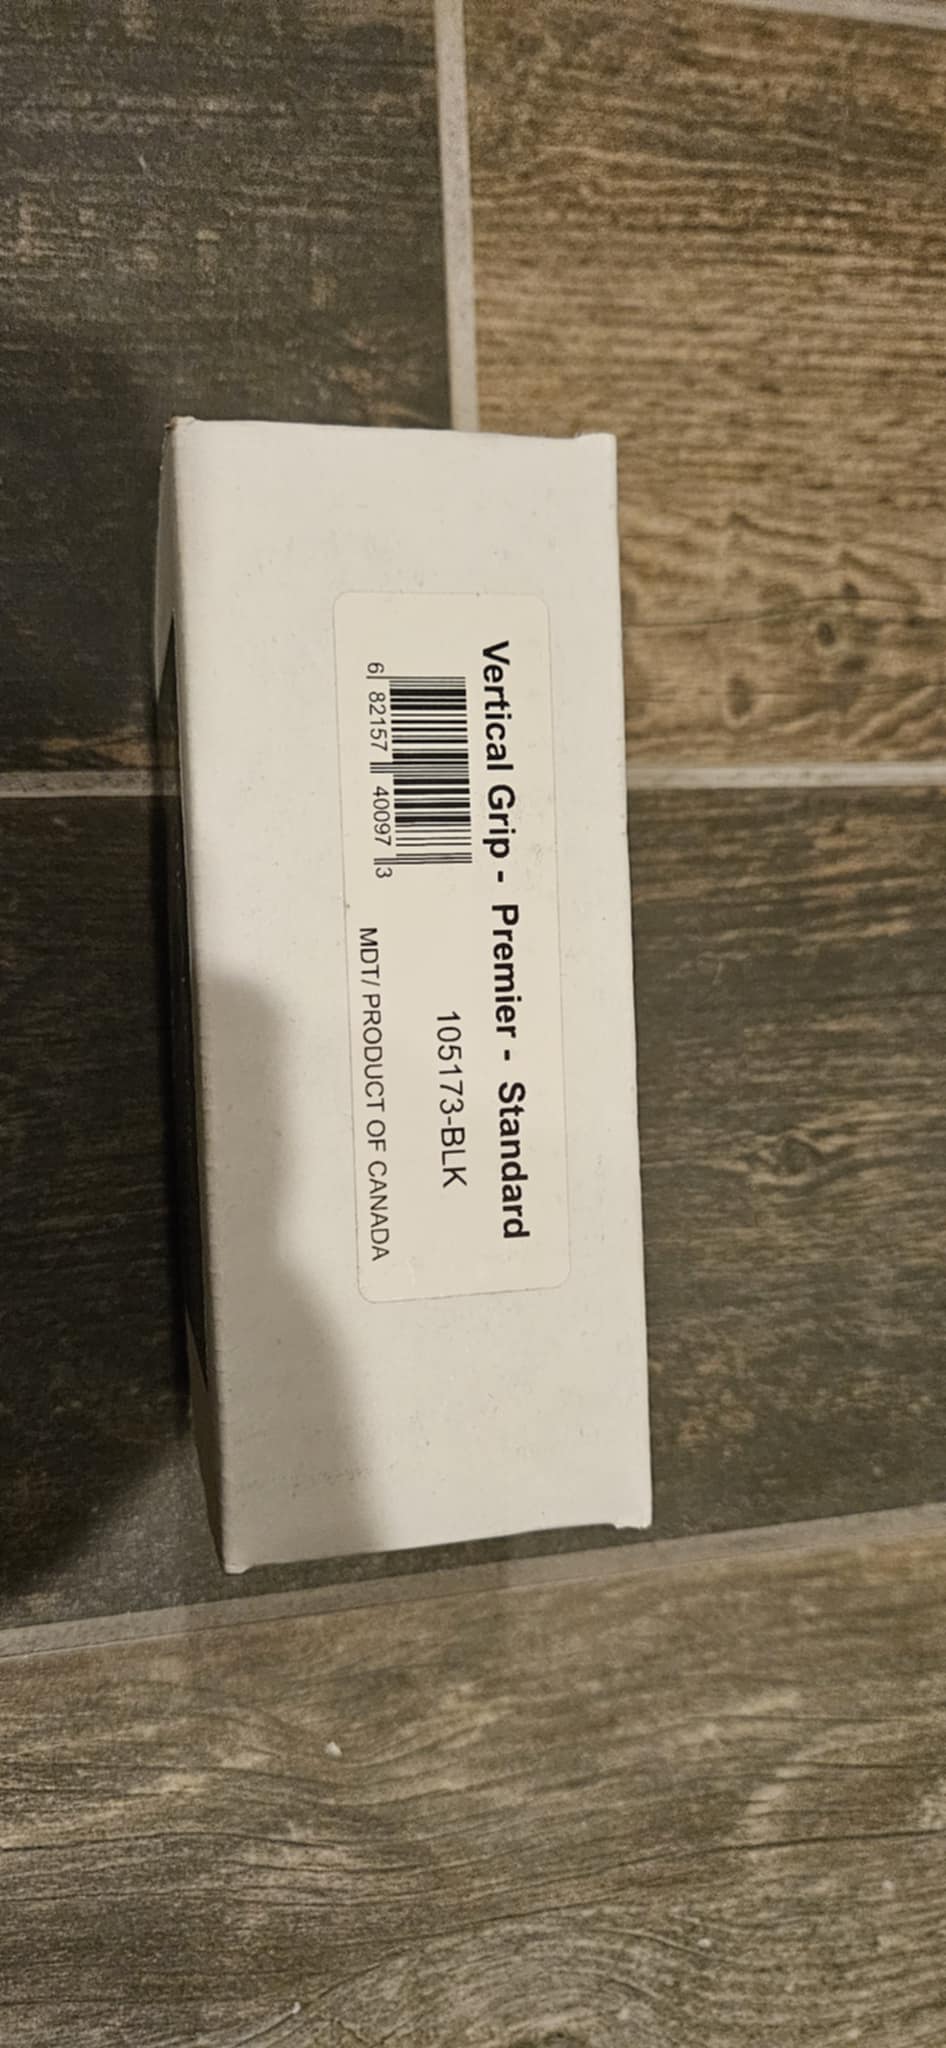 Vertical Grip - Premier - Standard
105173-BLK
6 82157 40097 3
MDT/ PRODUCT OF CANADA